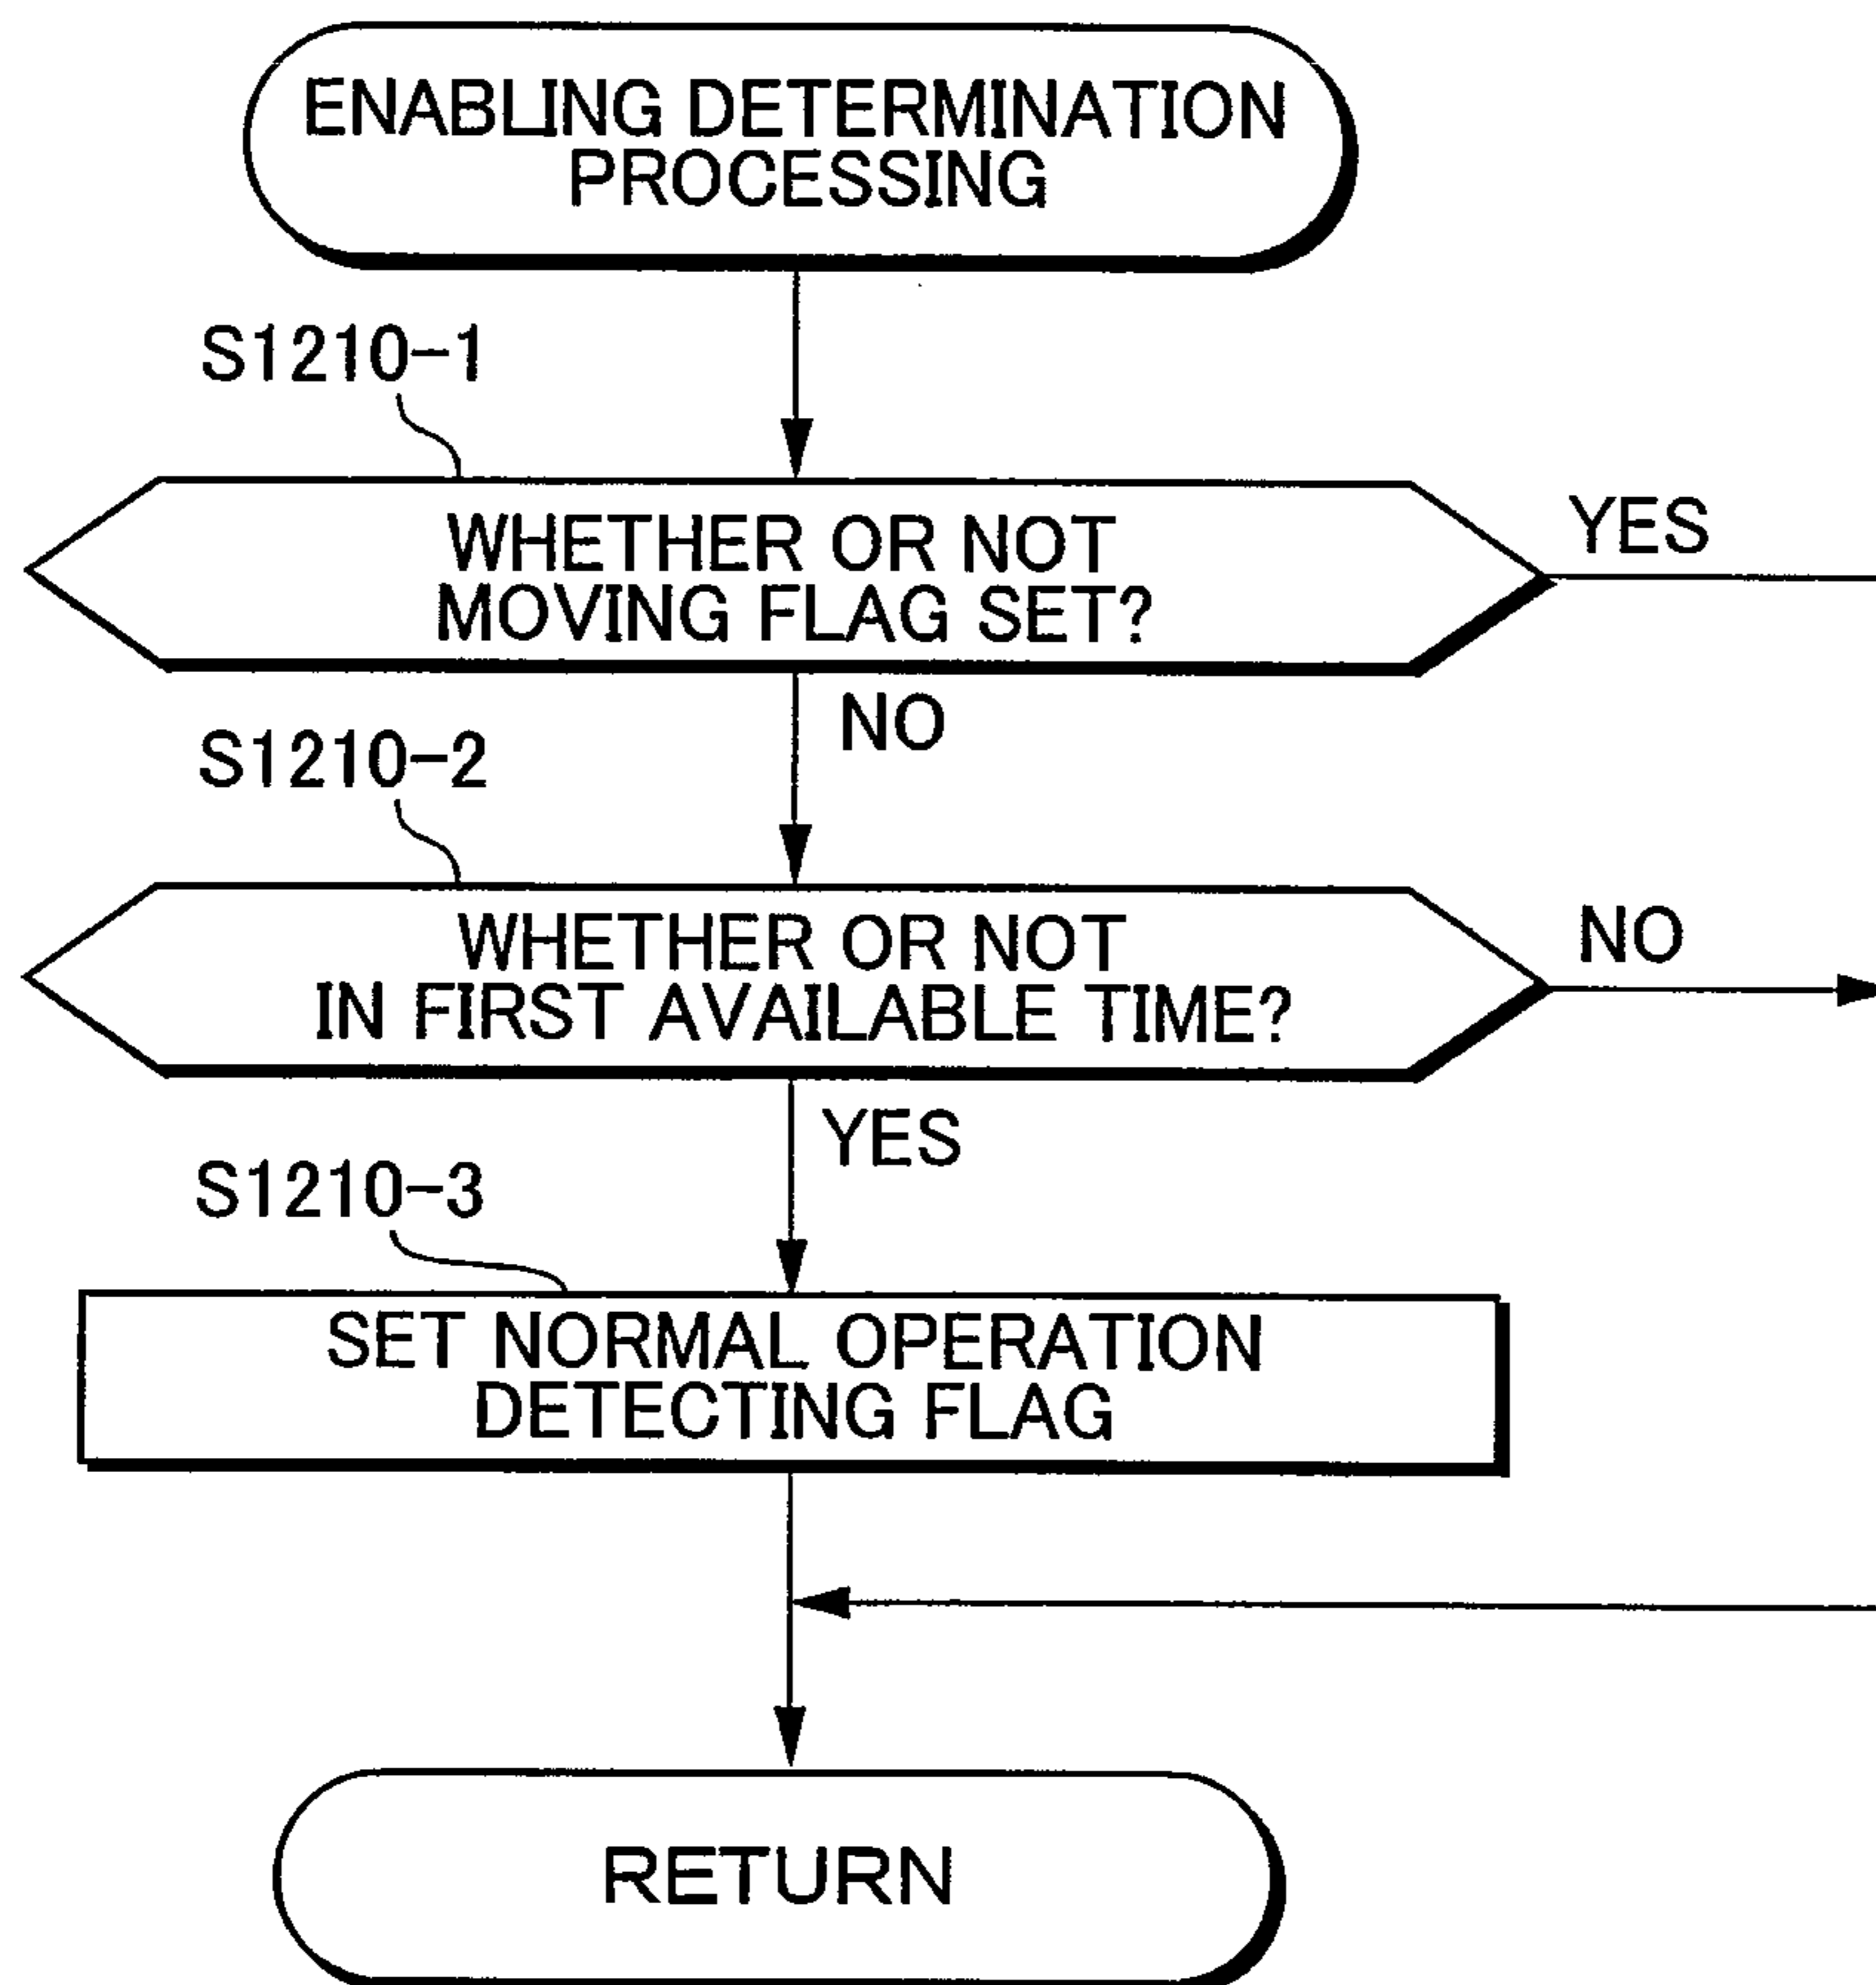 ENABLING DETERMINATION
PROCESSING
S1210-1
WHETHER OR NOT
MOVING FLAG SET?
YES
NO
S1210-2
WHETHER OR NOT
IN FIRST AVAILABLE TIME?
NO
YES
S1210-3
SET NORMAL OPERATION
DETECTING FLAG
RETURN